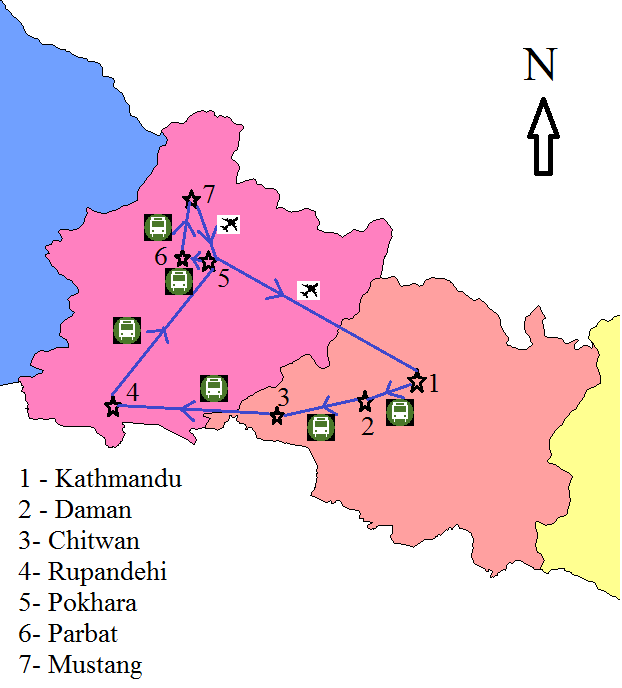 N
7
6
5
4
3
2
1
1 - Kathmandu
2 - Daman
3- Chitwan
4- Rupandehi
5- Pokhara
6- Parbat
7- Mustang